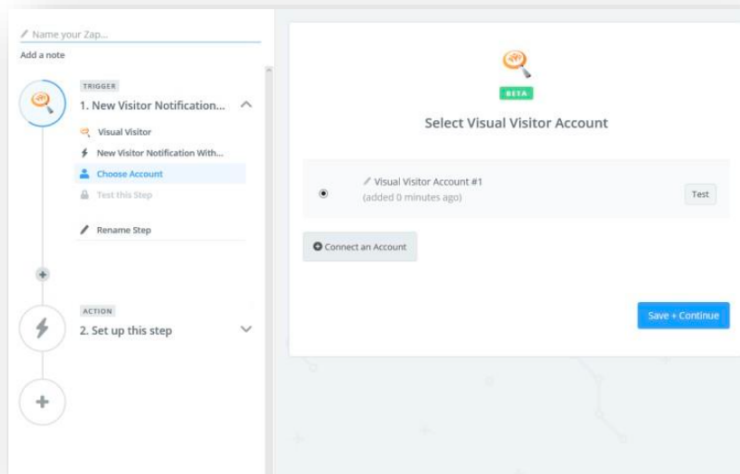 Name your Zap...
Add a note
TRIGGER
1. New Visitor Notification...
Visual Visitor
New Visitor Notification With...
Choose Account
Test this Step
Rename Step
ACTION
2. Set up this step
BETA
Select Visual Visitor Account
Visual Visitor Account #1
(added 0 minutes ago)
Test
Connect an Account
Save + Continue